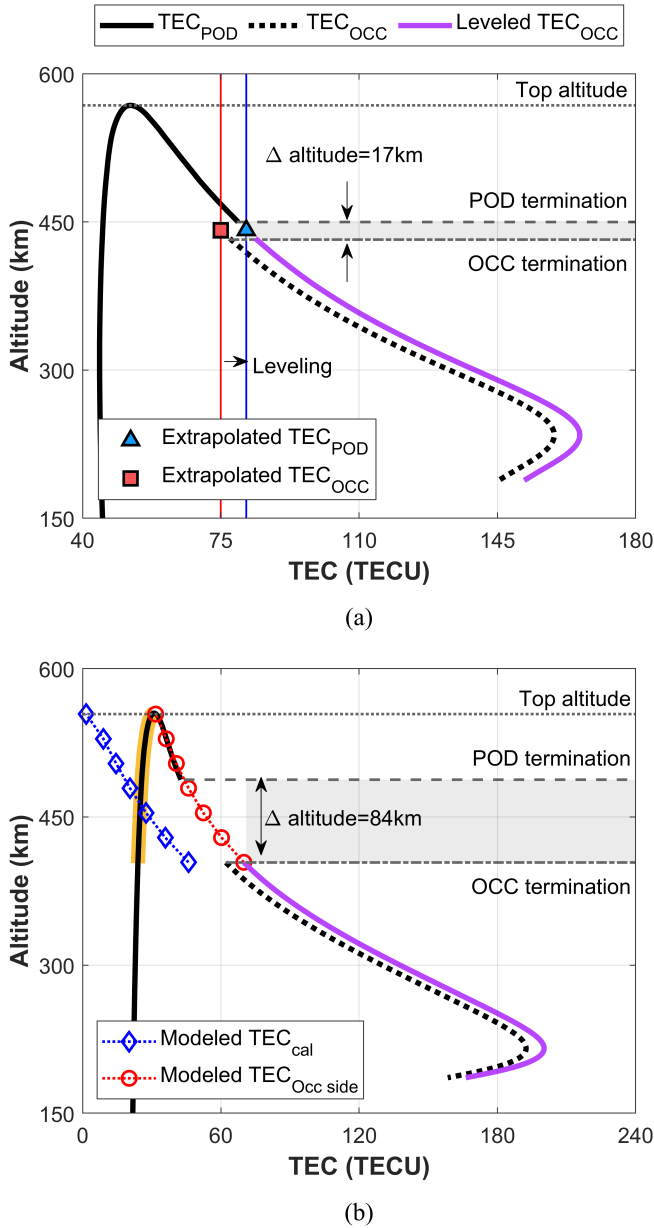 TEC_POD TEC_OCC Leveled TEC_OCC
600
Top altitude
Δ altitude=17km
POD termination
450
OCC termination
Altitude (km)
300
Leveling
Extrapolated TEC_POD
Extrapolated TEC_OCC
150
40 75 110 145 180
TEC (TECU)
(a)
600
Top altitude
POD termination
450
Δ altitude=84km
OCC termination
Altitude (km)
300
Modeled TEC_cal
Modeled TEC_Occ side
150
0 60 120 180 240
TEC (TECU)
(b)